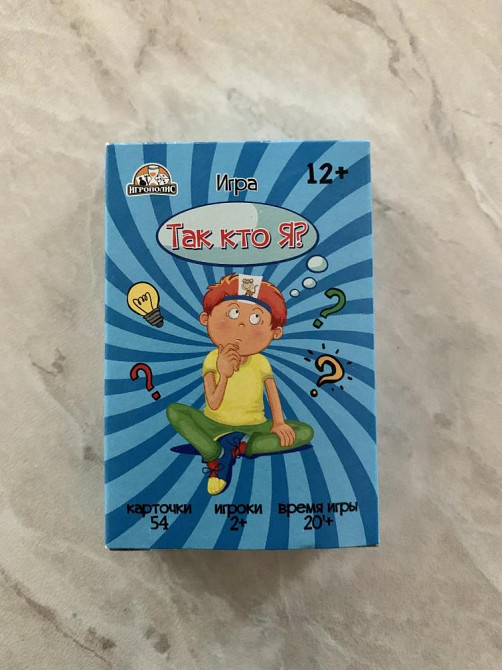 ИГРОПОЛИС
Игра
12+
Так кто Я?
карточки
54
игроки
2+
время игры
20'+